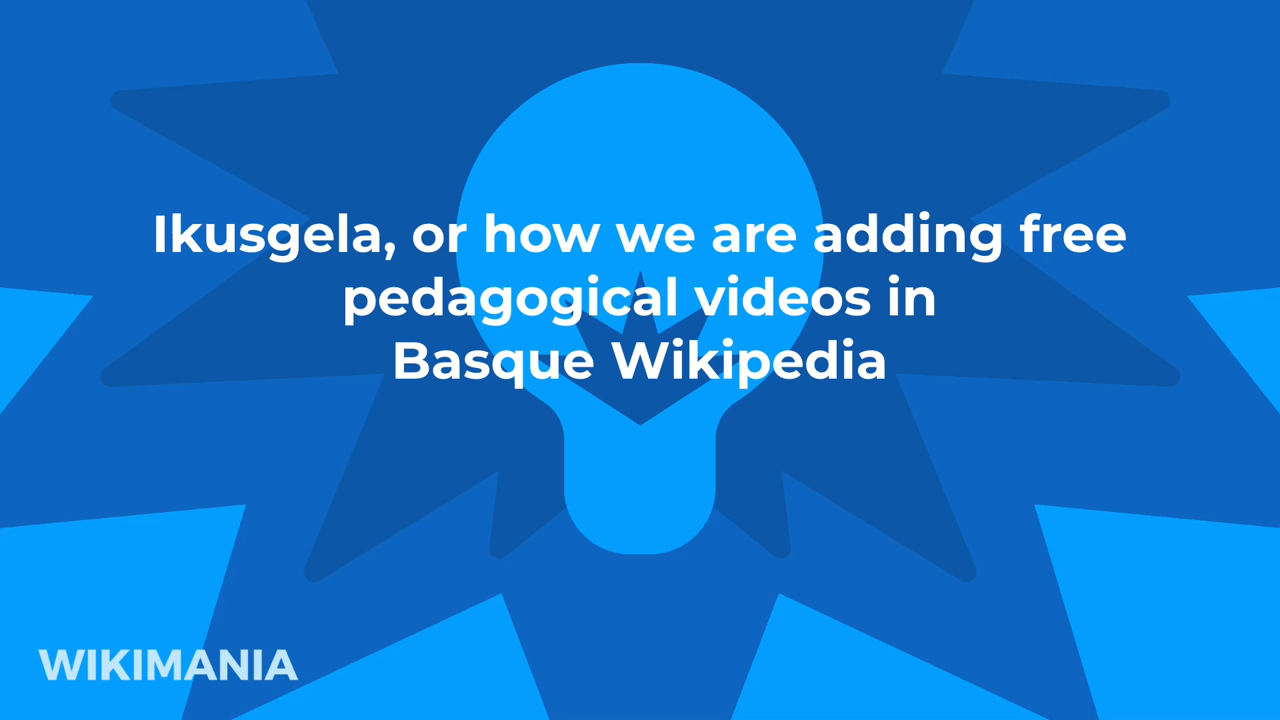 Ikusgela, or how we are adding free
pedagogical videos in
Basque Wikipedia
WIKIMANIA